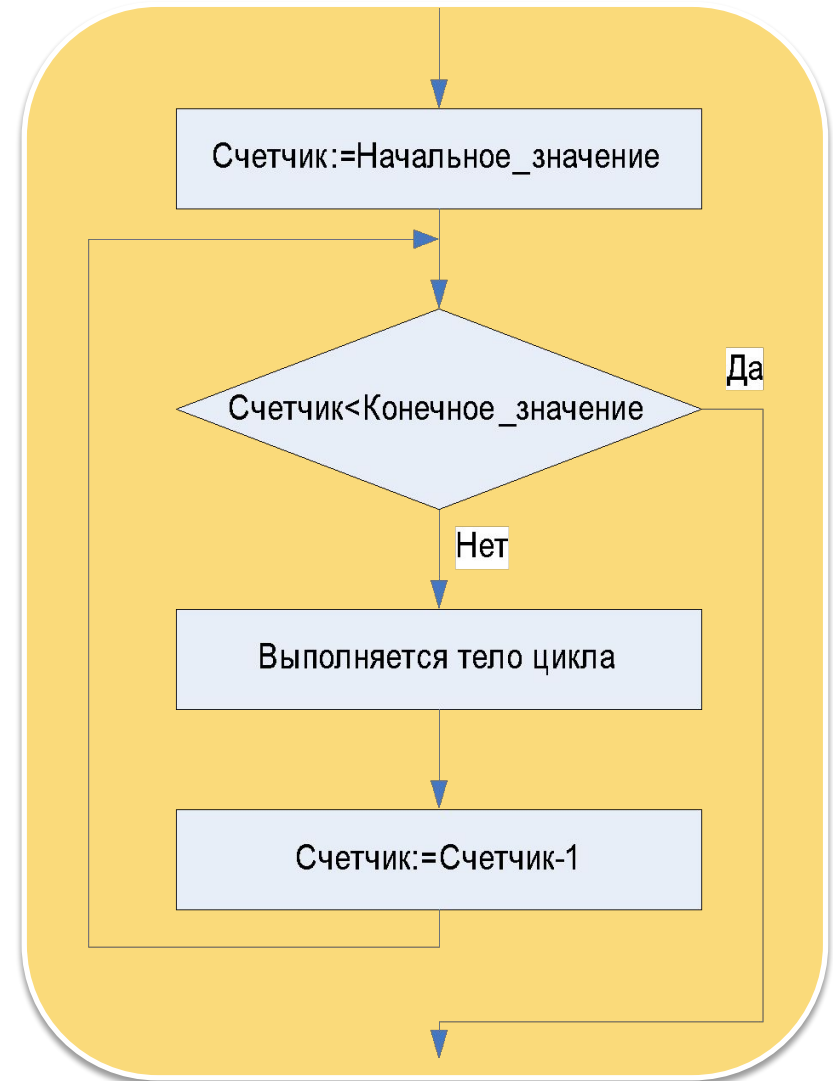 Счетчик:=Начальное_значение
Счетчик<Конечное_значение
Да
Нет
Выполняется тело цикла
Счетчик:=Счетчик-1